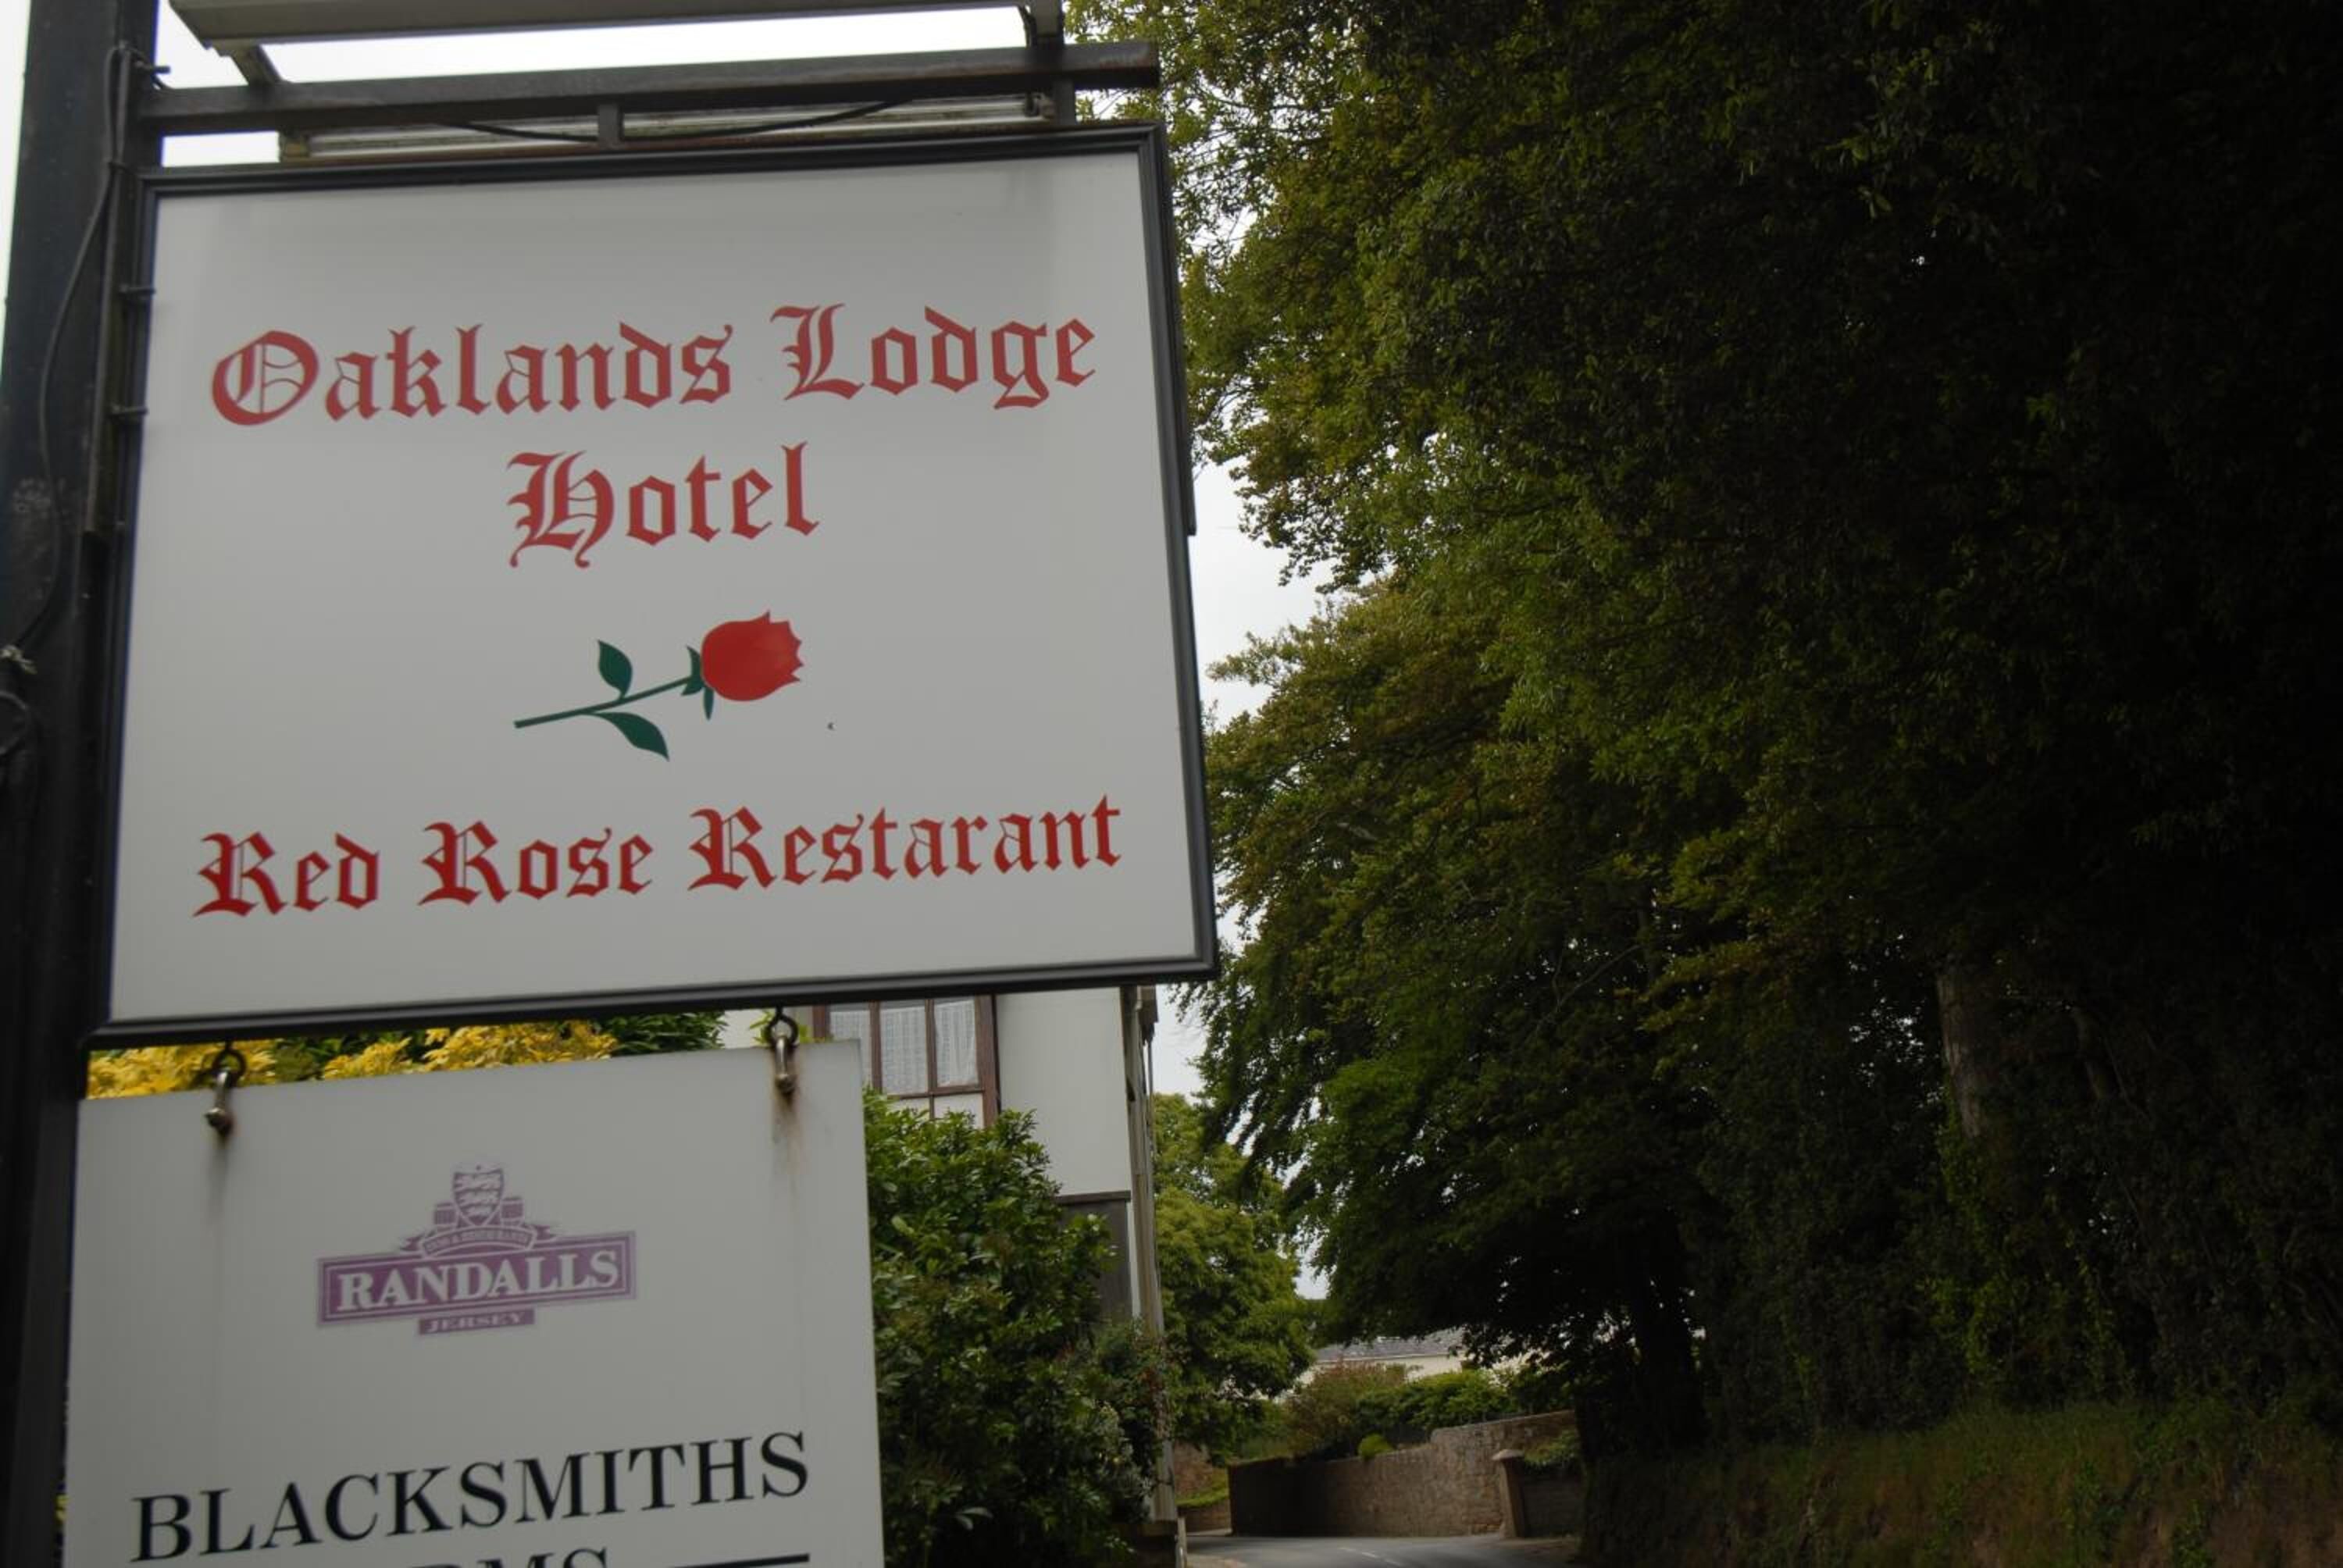 Oaklands Lodge
Hotel
Red Rose Restarant
RANDALLS
JERSEY
BLACKSMITHS